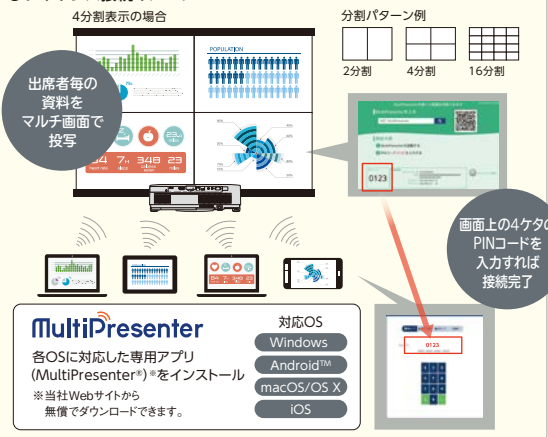 4分割表示の場合
分割パターン例
2分割
4分割
16分割
出席者毎の
資料を
マルチ画面で
投写
POPULATION
84
7H
348
23
heart rate
0123
画面上の4ケタの
PINコードを
入力すれば
接続完了
MultiPresenter
各OSに対応した専用アプリ
(MultiPresenter®)※をインストール
※当社Webサイトから
無償でダウンロードできます。
対応OS
Windows
Android™
macOS/OS X
iOS
0123